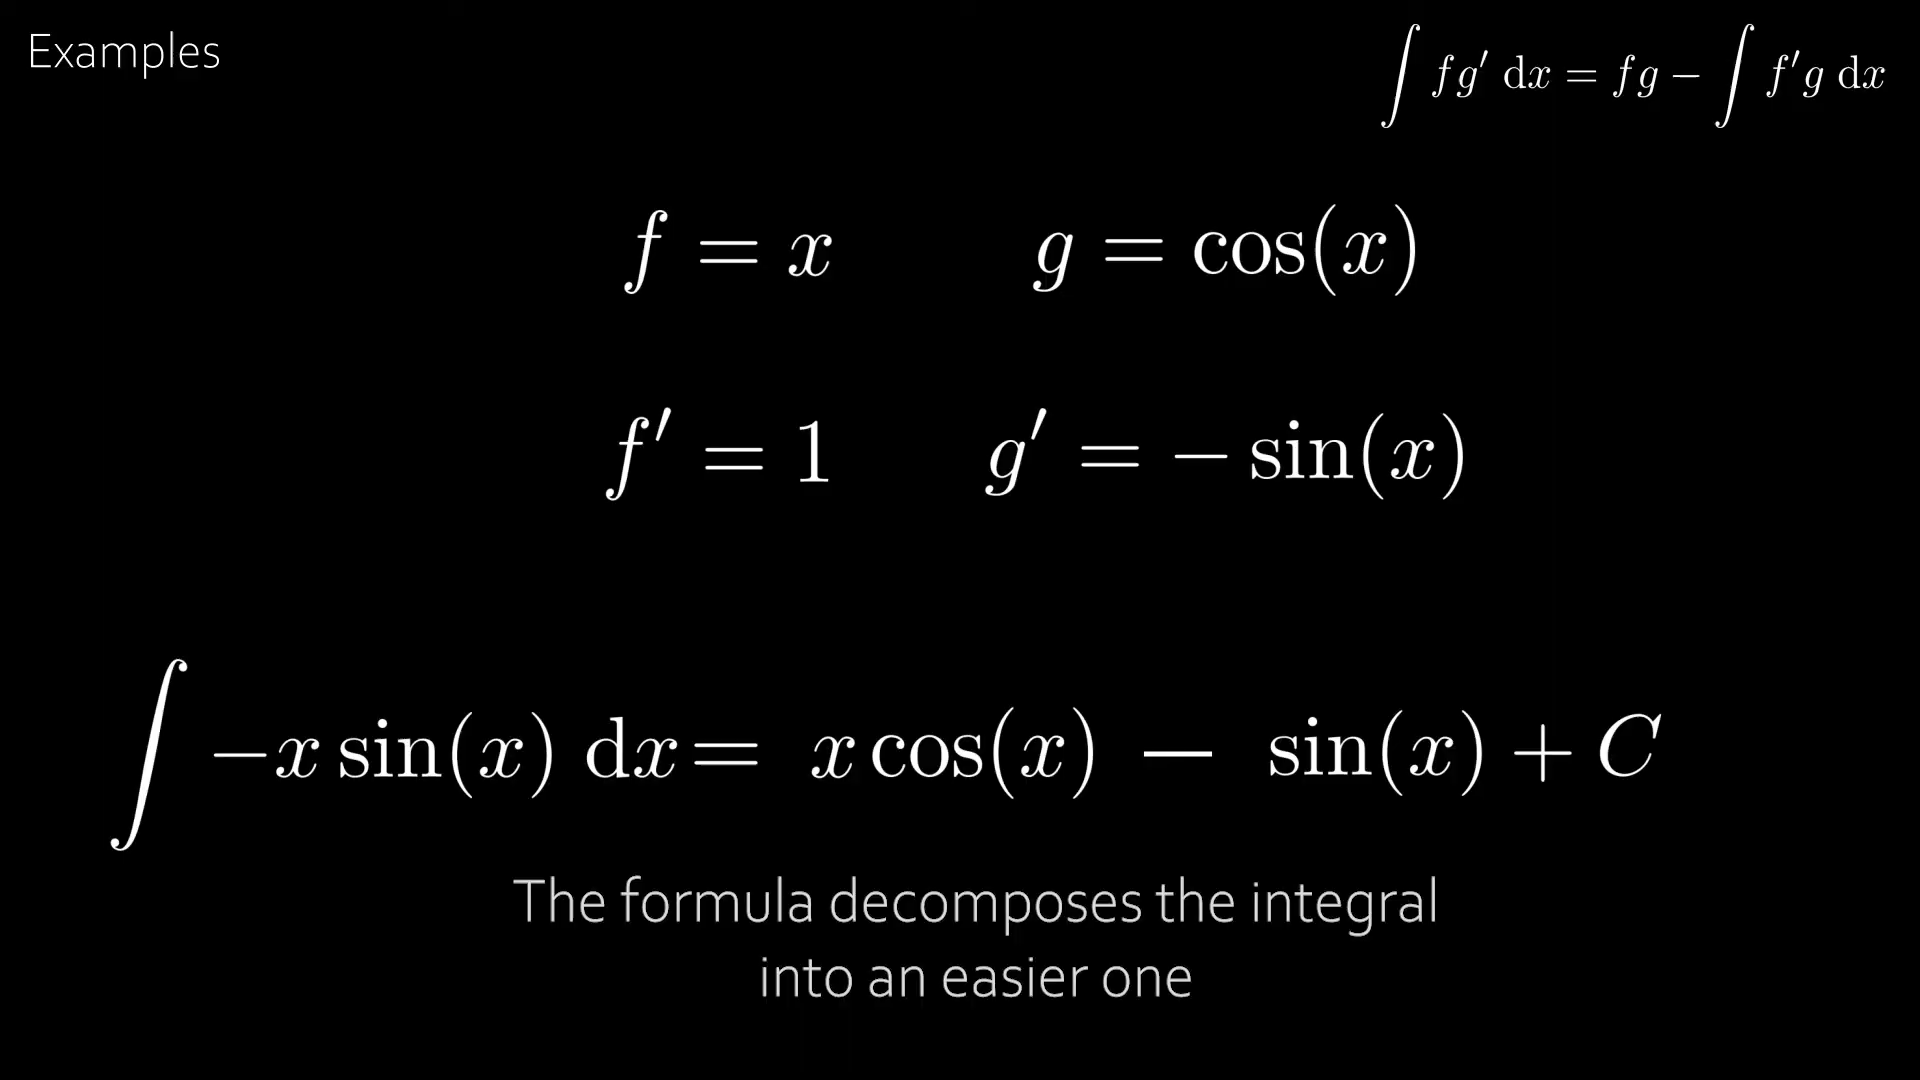 Examples
∫ fg′ dx = fg − ∫ f′g dx
f = x g = cos(x)
f′ = 1 g′ = − sin(x)
∫ −x sin(x) dx = x cos(x) − sin(x) + C
The formula decomposes the integral
into an easier one